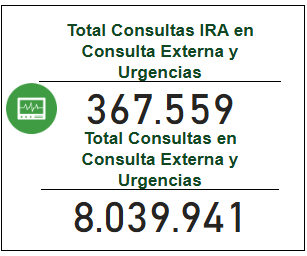 Total Consultas IRA en
Consulta Externa y
Urgencias
367.559
Total Consultas en
Consulta Externa y
Urgencias
8.039.941